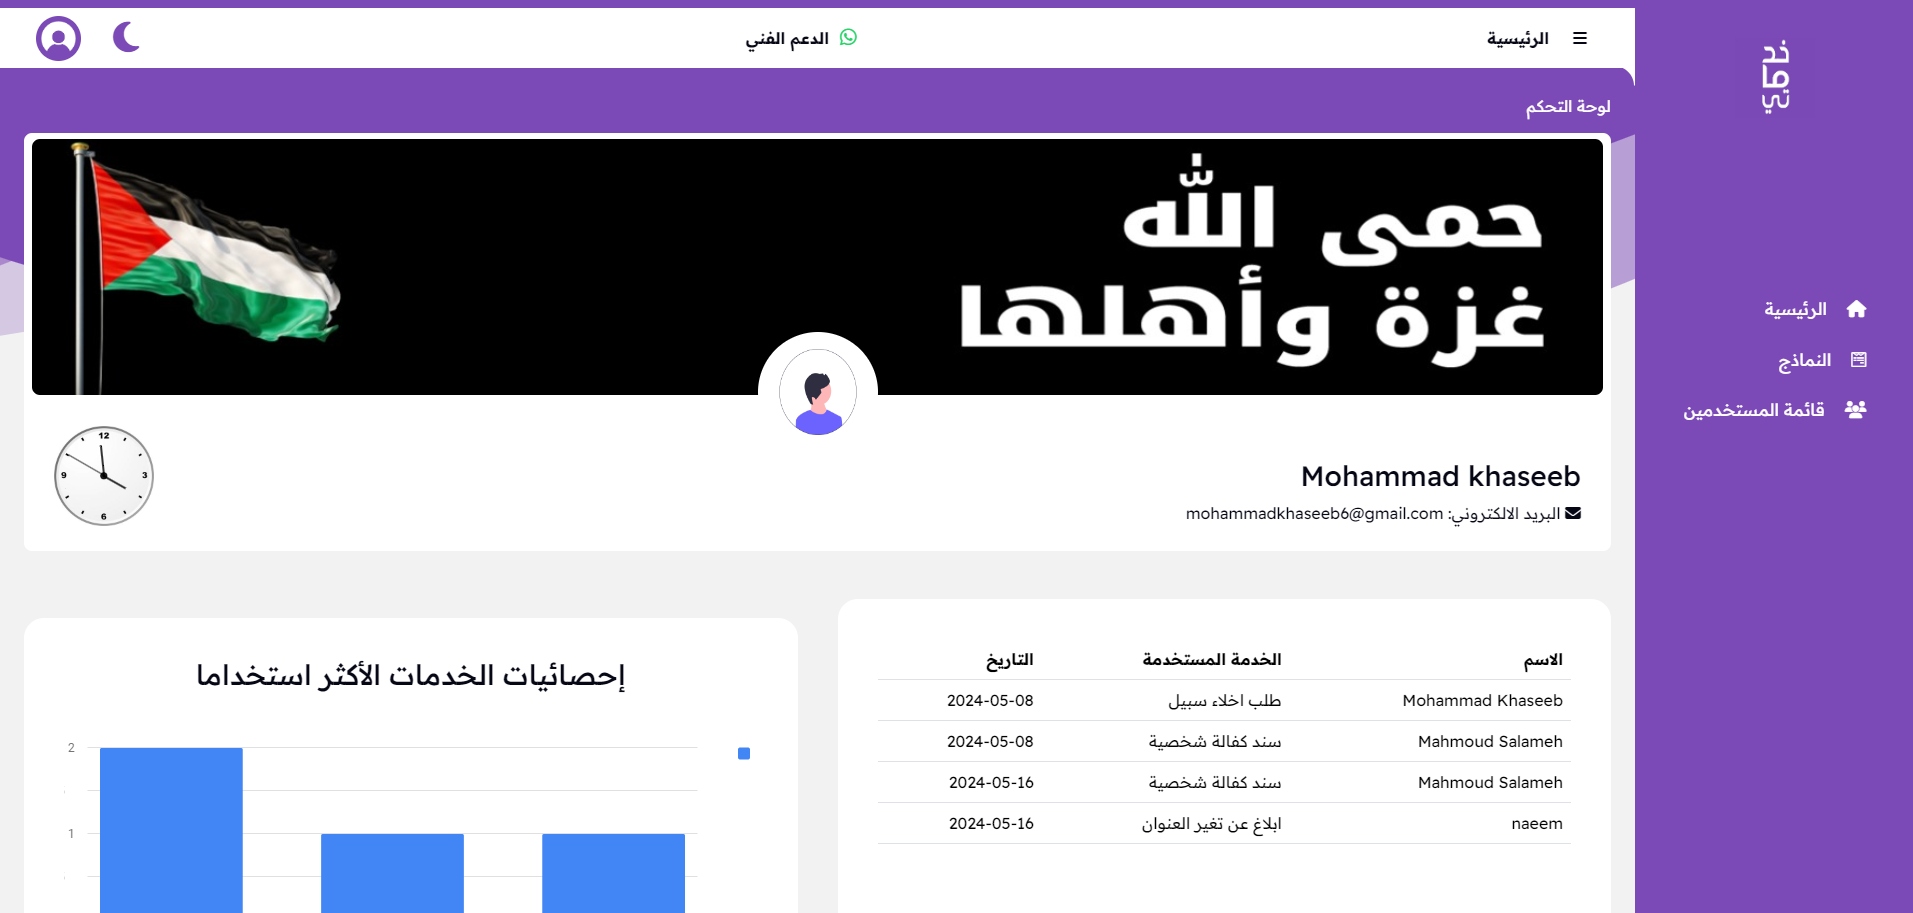 الرئيسية
الدعم الفني
خدماتي
لوحة التحكم
حمى الله
غزة وأهلها
الرئيسية
النماذج
قائمة المستخدمين
12
3
6
9
Mohammad khaseeb
البريد الالكتروني: mohammadkhaseeb6@gmail.com
الاسم الخدمة المستخدمة التاريخ
Mohammad Khaseeb طلب اخلاء سبيل 2024-05-08
Mahmoud Salameh سند كفالة شخصية 2024-05-08
Mahmoud Salameh سند كفالة شخصية 2024-05-16
naeem ابلاغ عن تغير العنوان 2024-05-16
إحصائيات الخدمات الأكثر استخداما
2
1